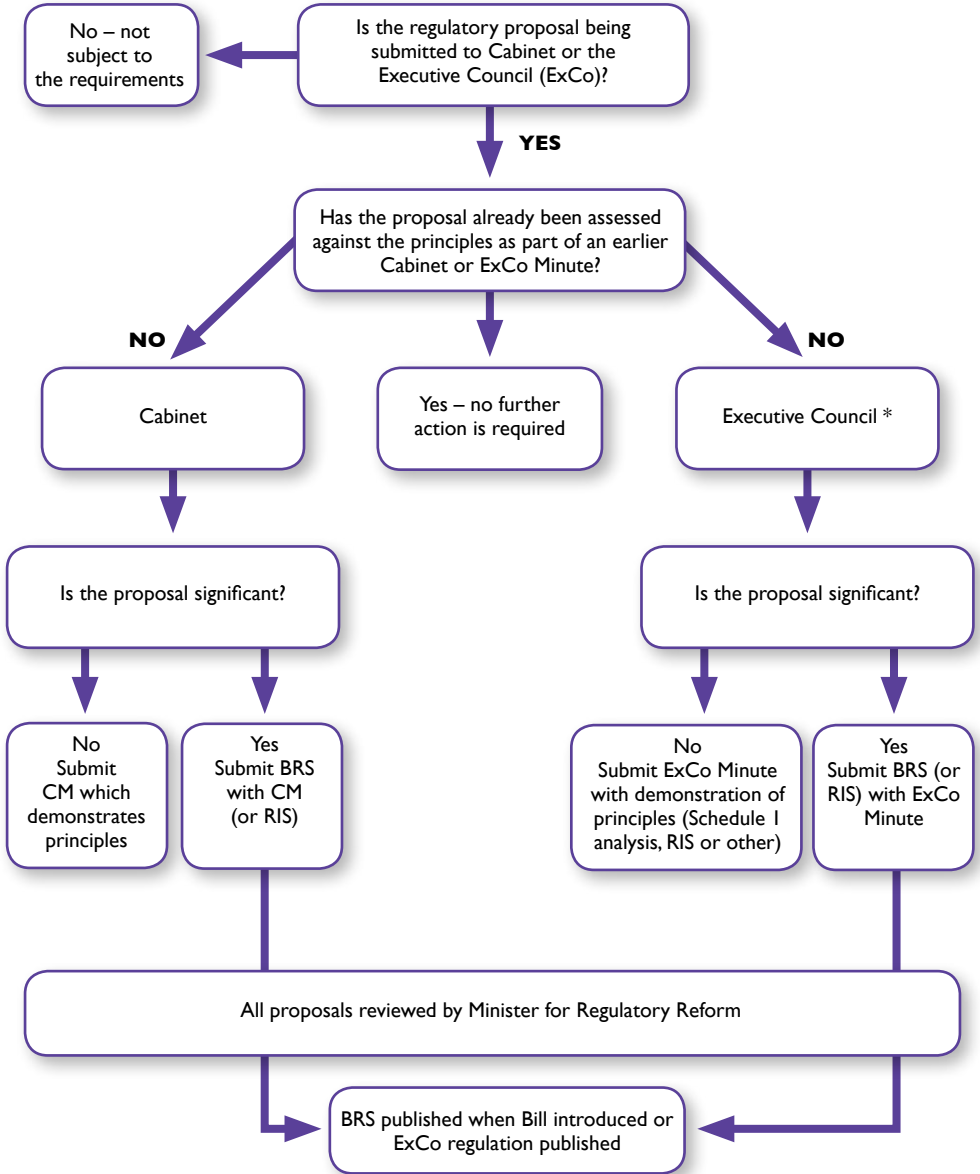 No – not
subject to
the requirements
Is the regulatory proposal being
submitted to Cabinet or the
Executive Council (ExCo)?
YES
Has the proposal already been assessed
against the principles as part of an earlier
Cabinet or ExCo Minute?
NO
NO
Cabinet
Yes – no further
action is required
Executive Council *
Is the proposal significant?
Is the proposal significant?
No
Submit
CM which
demonstrates
principles
Yes
Submit BRS
with CM
(or RIS)
No
Submit ExCo Minute
with demonstration of
principles (Schedule 1
analysis, RIS or other)
Yes
Submit BRS (or
RIS) with ExCo
Minute
All proposals reviewed by Minister for Regulatory Reform
BRS published when Bill introduced or
ExCo regulation published